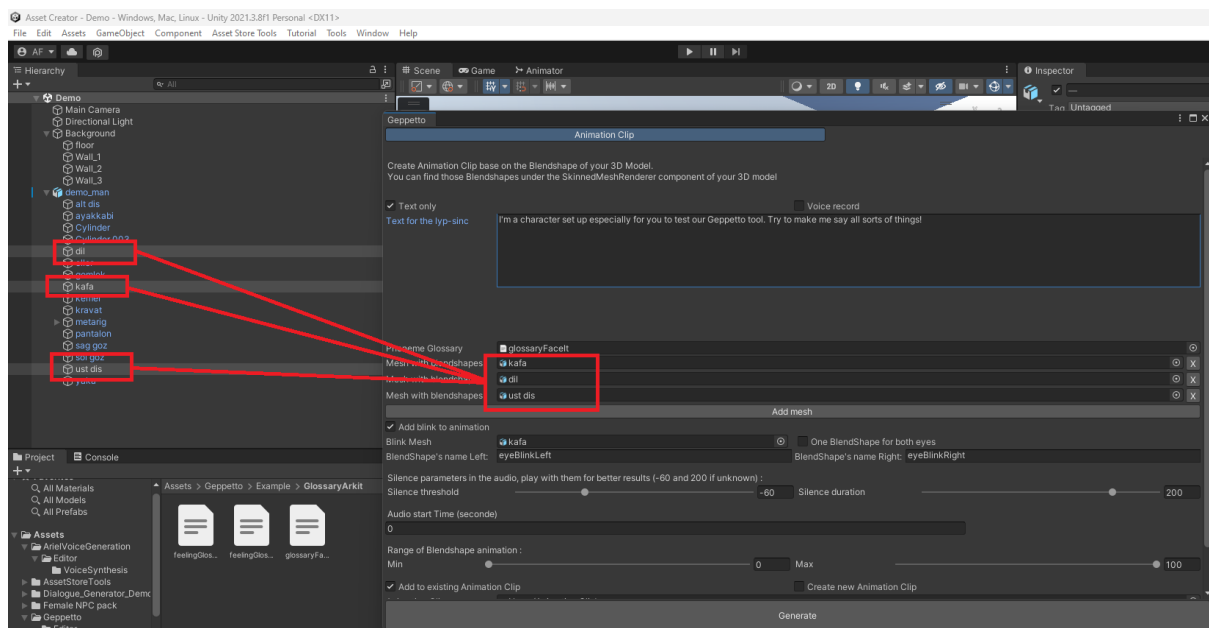 Asset Creator - Demo - Windows, Mac, Linux - Unity 2021.3.8f1 Personal <DX11>
File Edit Assets GameObject Component Asset Store Tools Tutorial Tools Window Help
AF
Hierarchy
All
Demo
Main Camera
Directional Light
Background
floor
Wall_1
Wall_2
Wall_3
demo_man
alt dis
ayakkabi
Cylinder
Cylinder.003
dil
gomlek
kafa
kemer
kravat
metarig
pantalon
sag goz
sol goz
ust dis
yaka
Scene Game Animator
2D
Inspector
Tag Untagged
Geppetto
Animation Clip
Create Animation Clip base on the Blendshape of your 3D Model.
You can find those Blendshapes under the SkinnedMeshRenderer component of your 3D model
Text only Voice record
Text for the lyp-sinc I'm a character set up especially for you to test our Geppetto tool. Try to make me say all sorts of things!
Phoneme Glossary glossaryFaceIt
Mesh with blendshapes kafa X
Mesh with blendshapes dil X
Mesh with blendshapes ust dis X
Add mesh
Add blink to animation
Blink Mesh kafa One BlendShape for both eyes
BlendShape's name Left: eyeBlinkLeft BlendShape's name Right: eyeBlinkRight
Silence parameters in the audio, play with them for better results (-60 and 200 if unknown) :
Silence threshold -60 Silence duration 200
Audio start Time (seconde)
0
Range of Blendshape animation :
Min 0 Max 100
Add to existing Animation Clip Create new Animation Clip
Generate
Project Console
All Materials
All Models
All Prefabs
Assets
ArielVoiceGeneration
Editor
VoiceSynthesis
AssetStoreTools
Dialogue_Generator_Demo
Female NPC pack
Geppetto
Assets > Geppetto > Example > GlossaryArkit
feelingGlos... feelingGlos... glossaryFa...